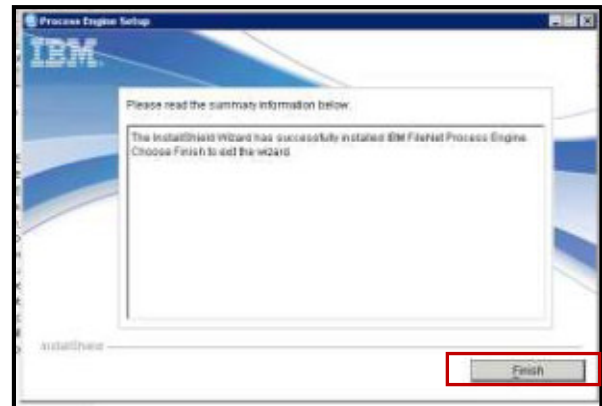 Process Engine Setup
IBM.
Please read the summary information below.
The InstallShield Wizard has successfully installed IBM FileNet Process Engine.
Choose Finish to exit the wizard.
InstallShield
Finish